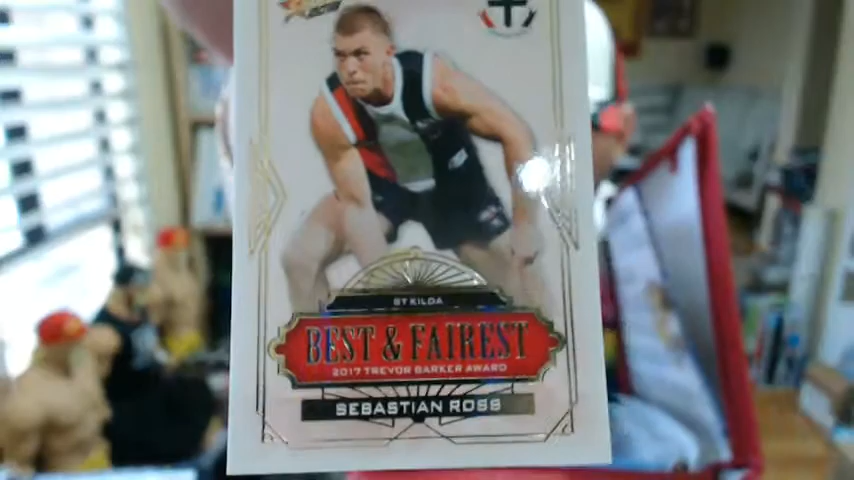 ST KILDA
BEST & FAIREST
2017 TREVOR BARKER AWARD
SEBASTIAN ROSS